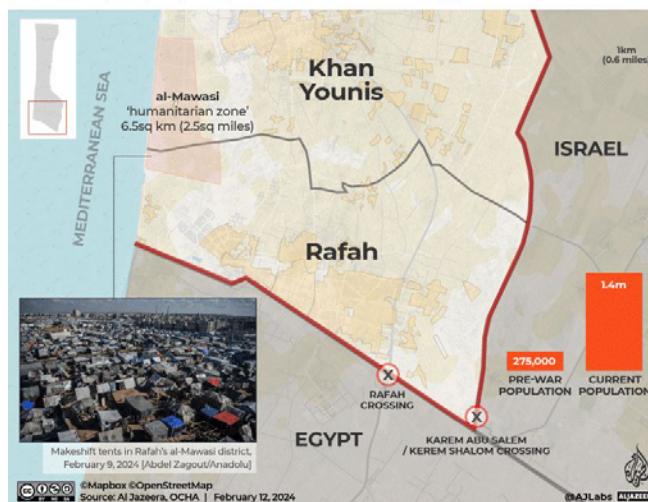 1km
(0.6 miles)
Khan
Younis
al-Mawasi
'humanitarian zone'
6.5sq km (2.5sq miles)
ISRAEL
MEDITERRANEAN SEA
Rafah
1.4m
275,000
PRE-WAR
POPULATION
CURRENT
POPULATION
RAFAH
CROSSING
KAREM ABU SALEM
/ KEREM SHALOM CROSSING
EGYPT
Makeshift tents in Rafah's al-Mawasi district,
February 9, 2024 [Abdel Zagout/Anadolu]
©Mapbox ©OpenStreetMap
Source: Al Jazeera, OCHA | February 12, 2024
@AJLabs ALJAZEERA